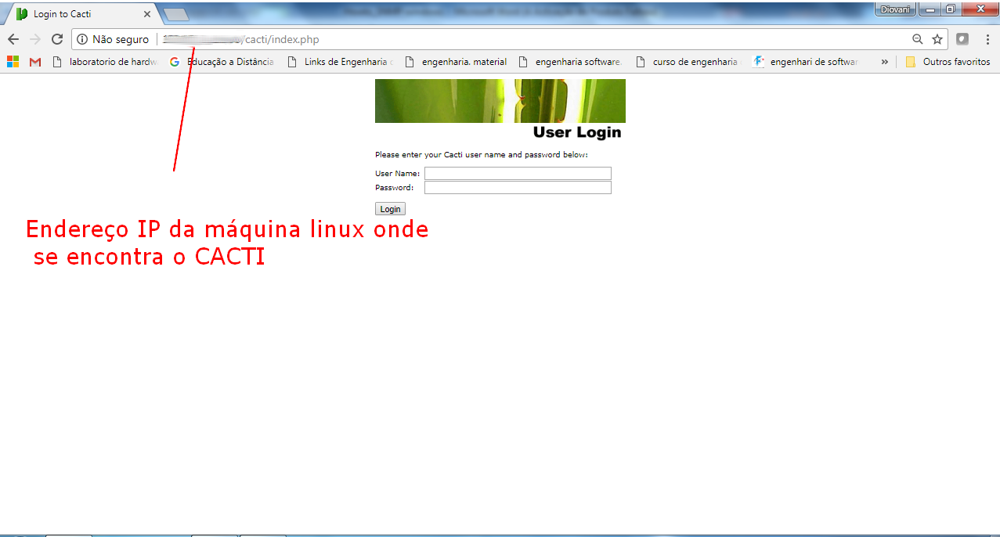 Login to Cacti
Diovani
Não seguro
/cacti/index.php
laboratorio de hardw
Educação a Distância
Links de Engenharia
engenharia. material
engenharia software.
curso de engenharia
engenhari de softwar
»
Outros favoritos
User Login
Please enter your Cacti user name and password below:
User Name:
Password:
Login
Endereço IP da máquina linux onde
se encontra o CACTI